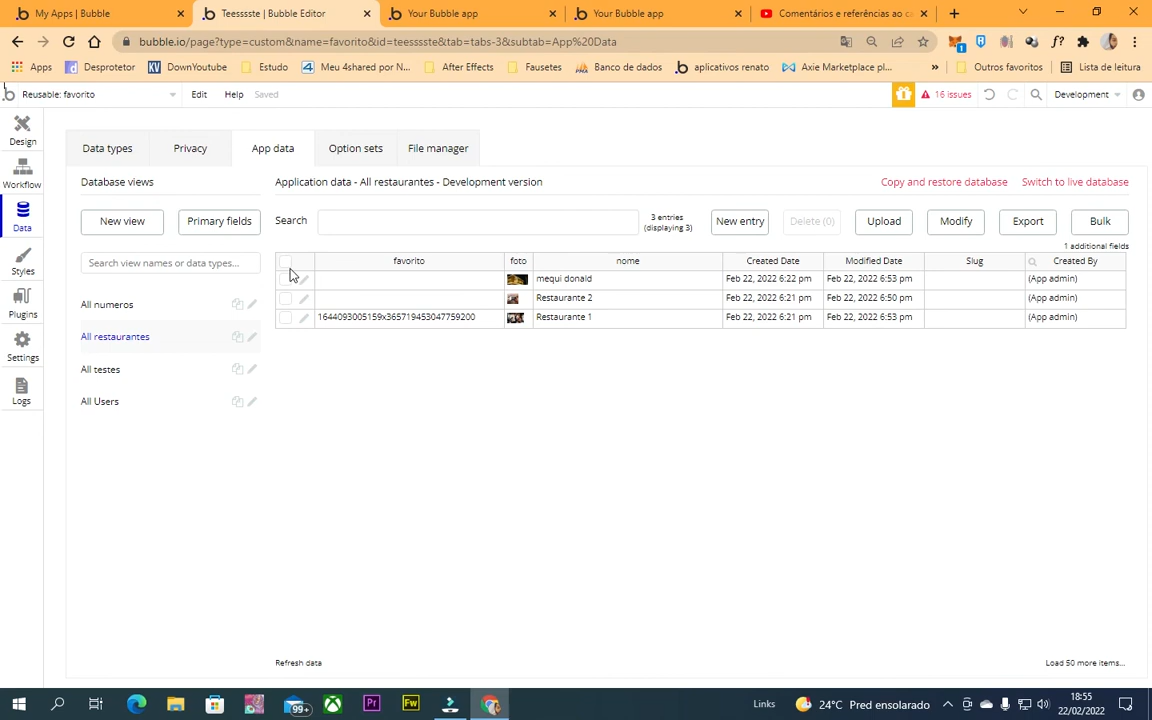 My Apps | Bubble
Teesssste | Bubble Editor
Your Bubble app
Your Bubble app
Comentários e referências ao ca
bubble.io/page?type=custom&name=favorito&id=teesssste&tab=tabs-3&subtab=App%20Data
Apps
Desprotetor
DownYoutube
Estudo
Meu 4shared por N...
After Effects
Fausetes
Banco de dados
aplicativos renato
Axie Marketplace pl...
Outros favoritos
Lista de leitura
Reusable: favorito
Edit
Help
Saved
16 issues
Development
Design
Workflow
Data
Styles
Plugins
Settings
Logs
Data types
Privacy
App data
Option sets
File manager
Database views
Application data - All restaurantes - Development version
Copy and restore database
Switch to live database
New view
Primary fields
Search
3 entries
(displaying 3)
New entry
Delete (0)
Upload
Modify
Export
Bulk
1 additional fields
Search view names or data types...
All numeros
All restaurantes
All testes
All Users
favorito foto nome Created Date Modified Date Slug Created By
mequi donald Feb 22, 2022 6:22 pm Feb 22, 2022 6:53 pm (App admin)
Restaurante 2 Feb 22, 2022 6:21 pm Feb 22, 2022 6:50 pm (App admin)
1644093005159x365719453047759200 Restaurante 1 Feb 22, 2022 6:21 pm Feb 22, 2022 6:53 pm (App admin)
Refresh data
Load 50 more items...
99+
Pr
Fw
Links
24°C Pred ensolarado
18:55
22/02/2022